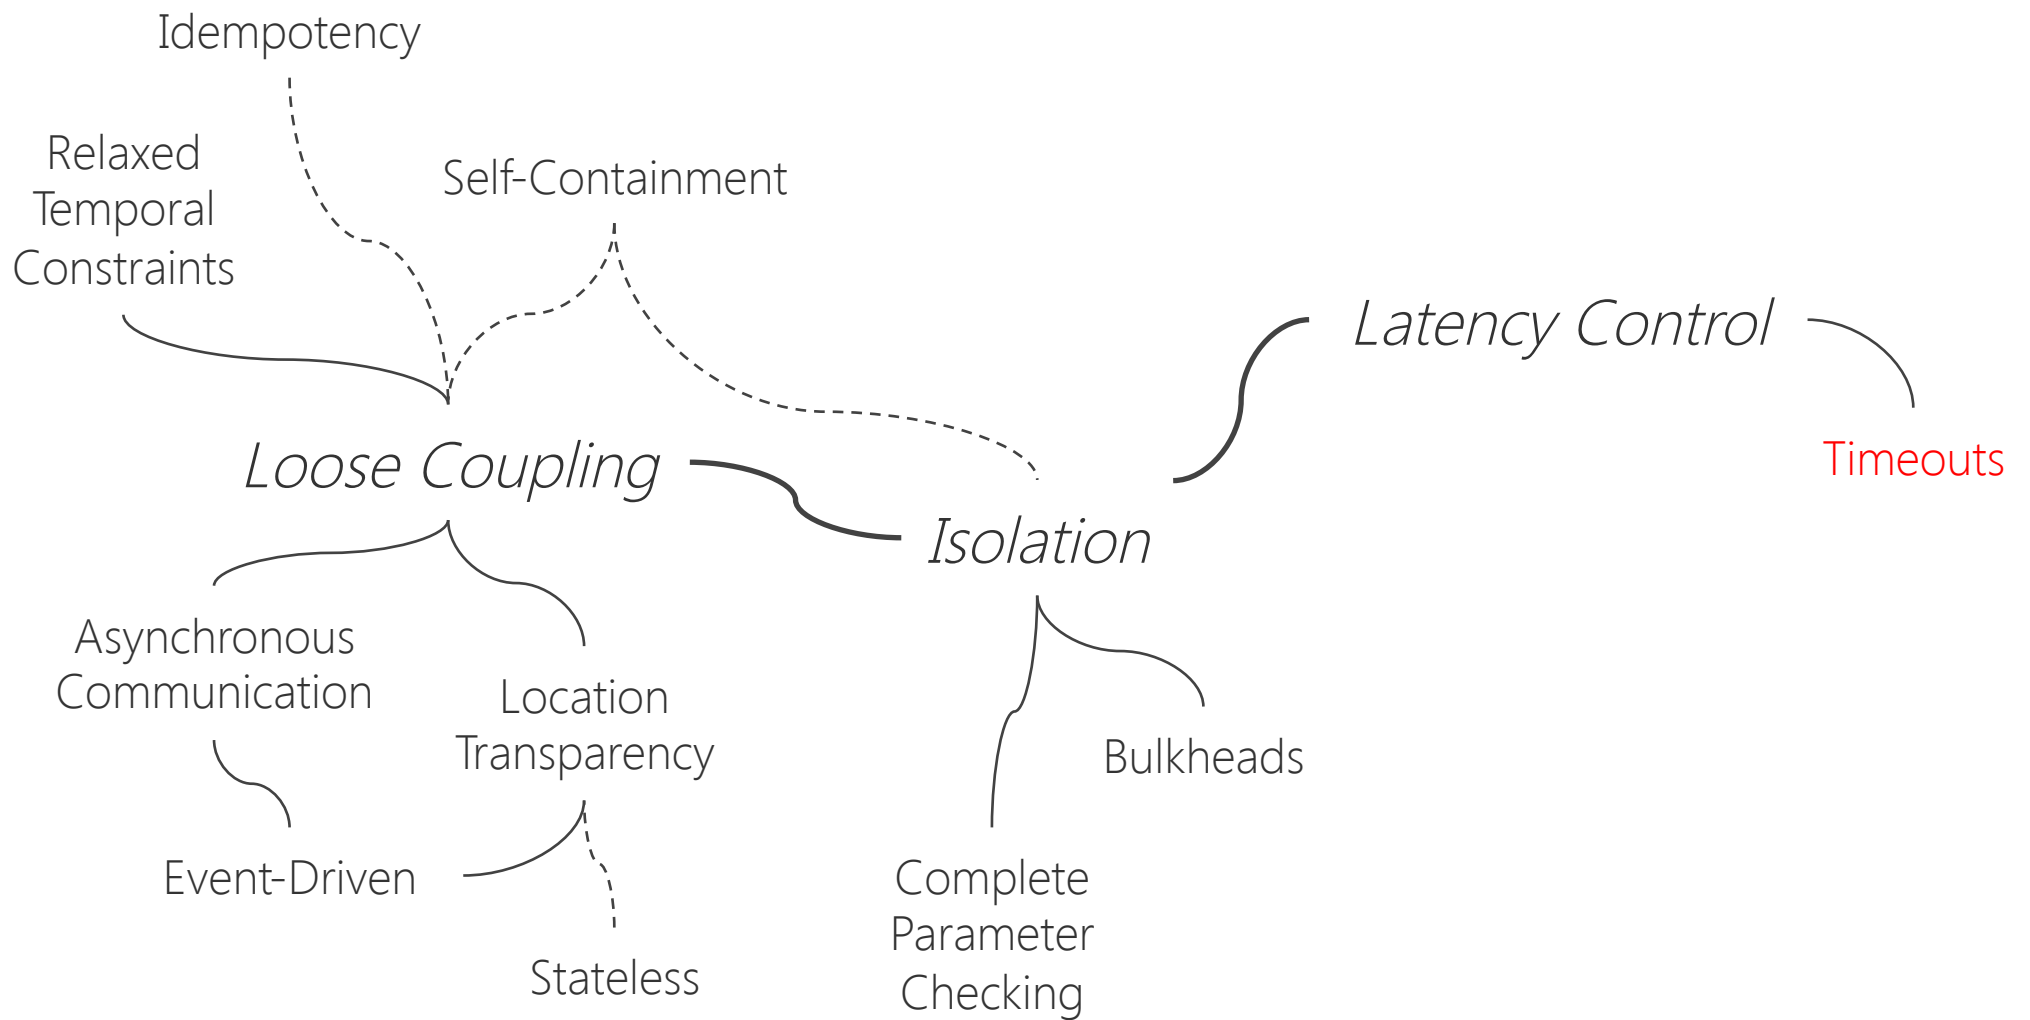 Idempotency
Relaxed
Temporal
Constraints
Self-Containment
Latency Control
Timeouts
Loose Coupling
Isolation
Asynchronous
Communication
Location
Transparency
Bulkheads
Event-Driven
Stateless
Complete
Parameter
Checking